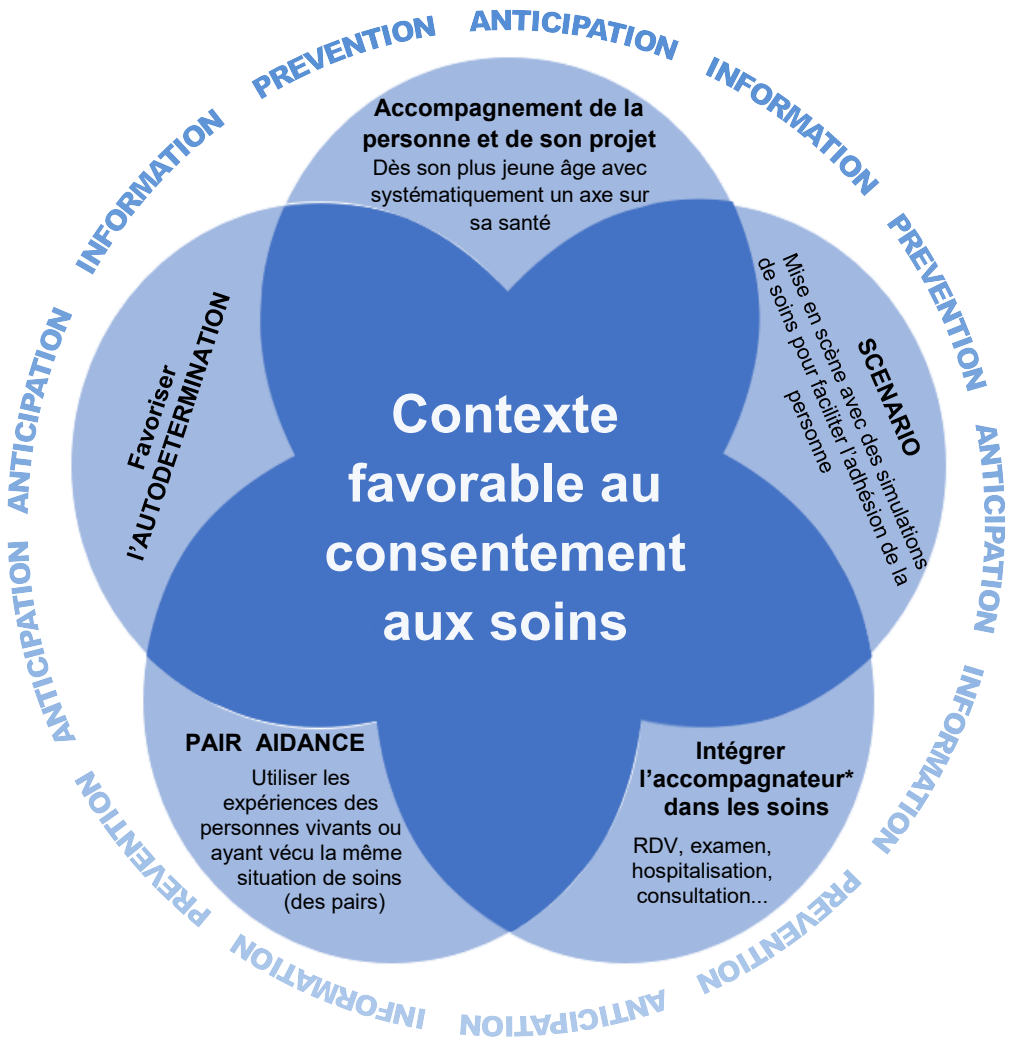 PREVENTION
ANTICIPATION
INFORMATION
PREVENTION
ANTICIPATION
INFORMATION
PREVENTION
ANTICIPATION
INFORMATION
PREVENTION
ANTICIPATION
ANTICIPATION
INFORMATION
Accompagnement de la
personne et de son projet
Dès son plus jeune âge avec
systématiquement un axe sur
sa santé
SCENARIO
Mise en scène avec des simulations
de soins pour faciliter l'adhésion de la
personne
Favoriser
l'AUTODETERMINATION
Contexte
favorable au
consentement
aux soins
PAIR AIDANCE
Utiliser les
expériences des
personnes vivants ou
ayant vécu la même
situation de soins
(des pairs)
Intégrer
l'accompagnateur*
dans les soins
RDV, examen,
hospitalisation,
consultation...